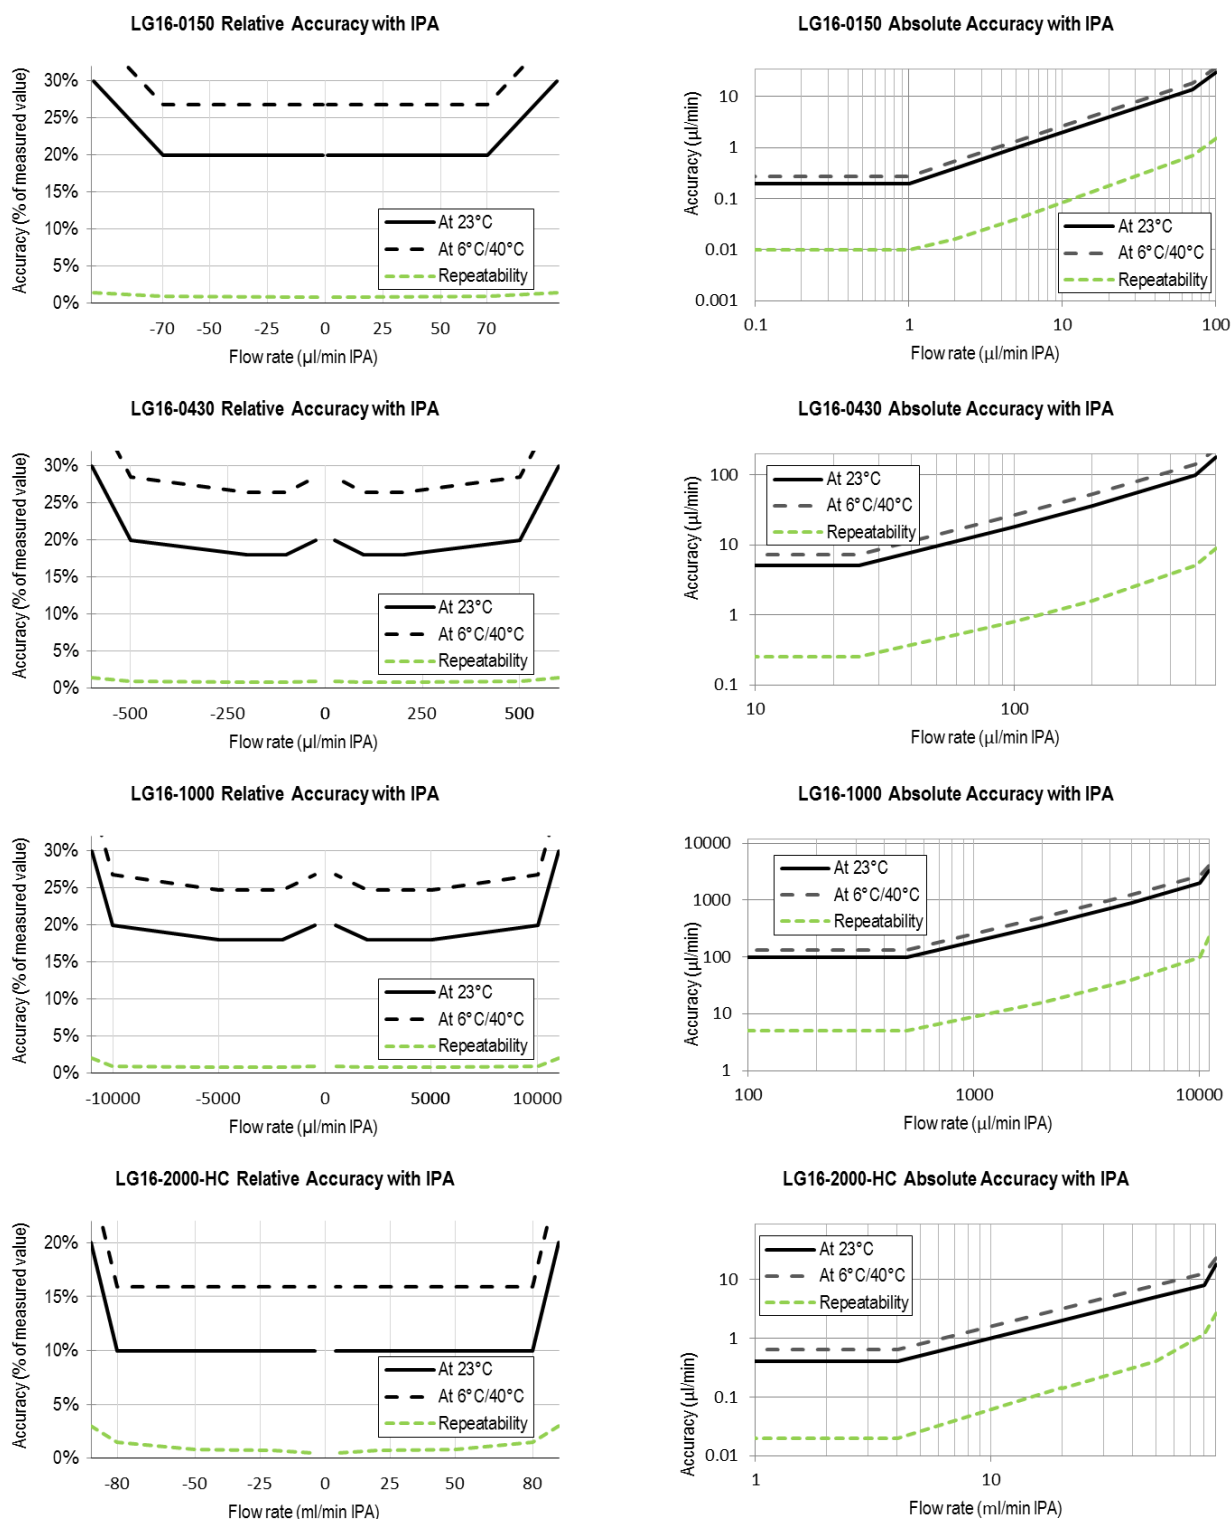 LG16-0150 Relative Accuracy with IPA
Accuracy (% of measured value)
30%
25%
20%
15%
10%
5%
0%
At 23°C
At 6°C/40°C
Repeatability
-70 -50 -25 0 25 50 70
Flow rate (µl/min IPA)
LG16-0150 Absolute Accuracy with IPA
Accuracy (µl/min)
10
1
0.1
0.01
0.001
At 23°C
At 6°C/40°C
Repeatability
0.1 1 10 100
Flow rate (µl/min IPA)
LG16-0430 Relative Accuracy with IPA
Accuracy (% of measured value)
30%
25%
20%
15%
10%
5%
0%
At 23°C
At 6°C/40°C
Repeatability
-500 -250 0 250 500
Flow rate (µl/min IPA)
LG16-0430 Absolute Accuracy with IPA
Accuracy (µl/min)
100
10
1
0.1
At 23°C
At 6°C/40°C
Repeatability
10 100
Flow rate (µl/min IPA)
LG16-1000 Relative Accuracy with IPA
Accuracy (% of measured value)
30%
25%
20%
15%
10%
5%
0%
At 23°C
At 6°C/40°C
Repeatability
-10000 -5000 0 5000 10000
Flow rate (µl/min IPA)
LG16-1000 Absolute Accuracy with IPA
Accuracy (µl/min)
10000
1000
100
10
1
At 23°C
At 6°C/40°C
Repeatability
100 1000 10000
Flow rate (µl/min IPA)
LG16-2000-HC Relative Accuracy with IPA
Accuracy (% of measured value)
20%
15%
10%
5%
0%
At 23°C
At 6°C/40°C
Repeatability
-80 -50 -25 0 25 50 80
Flow rate (ml/min IPA)
LG16-2000-HC Absolute Accuracy with IPA
Accuracy (µl/min)
10
1
0.1
0.01
At 23°C
At 6°C/40°C
Repeatability
1 10
Flow rate (ml/min IPA)